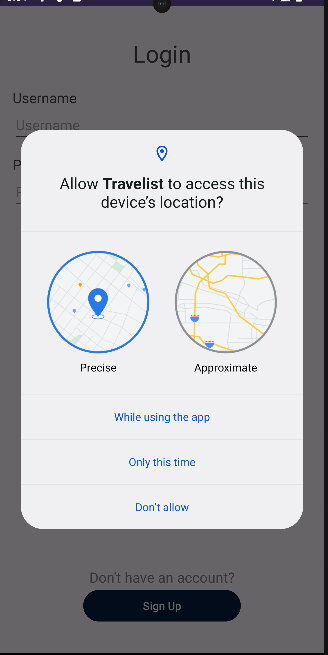 Login
Username
Username
P
Allow Travelist to access this
device's location?
Precise
Approximate
While using the app
Only this time
Don't allow
Don't have an account?
Sign Up